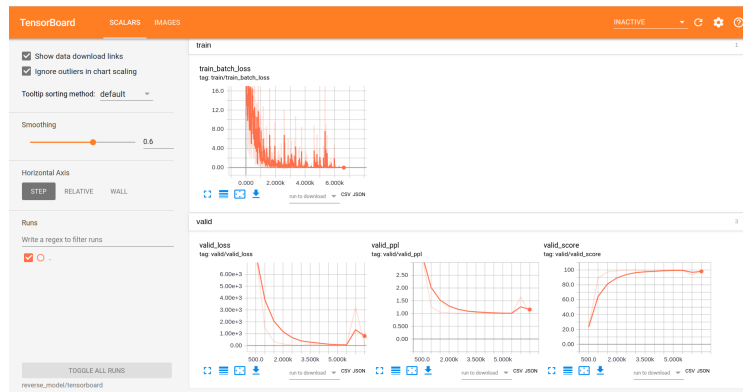 TensorBoard SCALARS IMAGES INACTIVE
Show data download links
Ignore outliers in chart scaling
Tooltip sorting method: default
Smoothing
0.6
Horizontal Axis
STEP RELATIVE WALL
Runs
Write a regex to filter runs
.
TOGGLE ALL RUNS
reverse_model/tensorboard
train 1
train_batch_loss
tag: train/train_batch_loss
16.0
12.0
8.00
4.00
0.00
0.000 2.000k 4.000k 6.000k
run to download CSV JSON
valid 3
valid_loss
tag: valid/valid_loss
6.00e+3
5.00e+3
4.00e+3
3.00e+3
2.00e+3
1.00e+3
0.00
500.0 2.000k 3.500k 5.000k
run to download CSV JSON
valid_ppl
tag: valid/valid_ppl
2.50
2.00
1.50
1.00
0.500
0.00
500.0 2.000k 3.500k 5.000k
run to download CSV JSON
valid_score
tag: valid/valid_score
100
80.0
60.0
40.0
20.0
0.00
500.0 2.000k 3.500k 5.000k
run to download CSV JSON